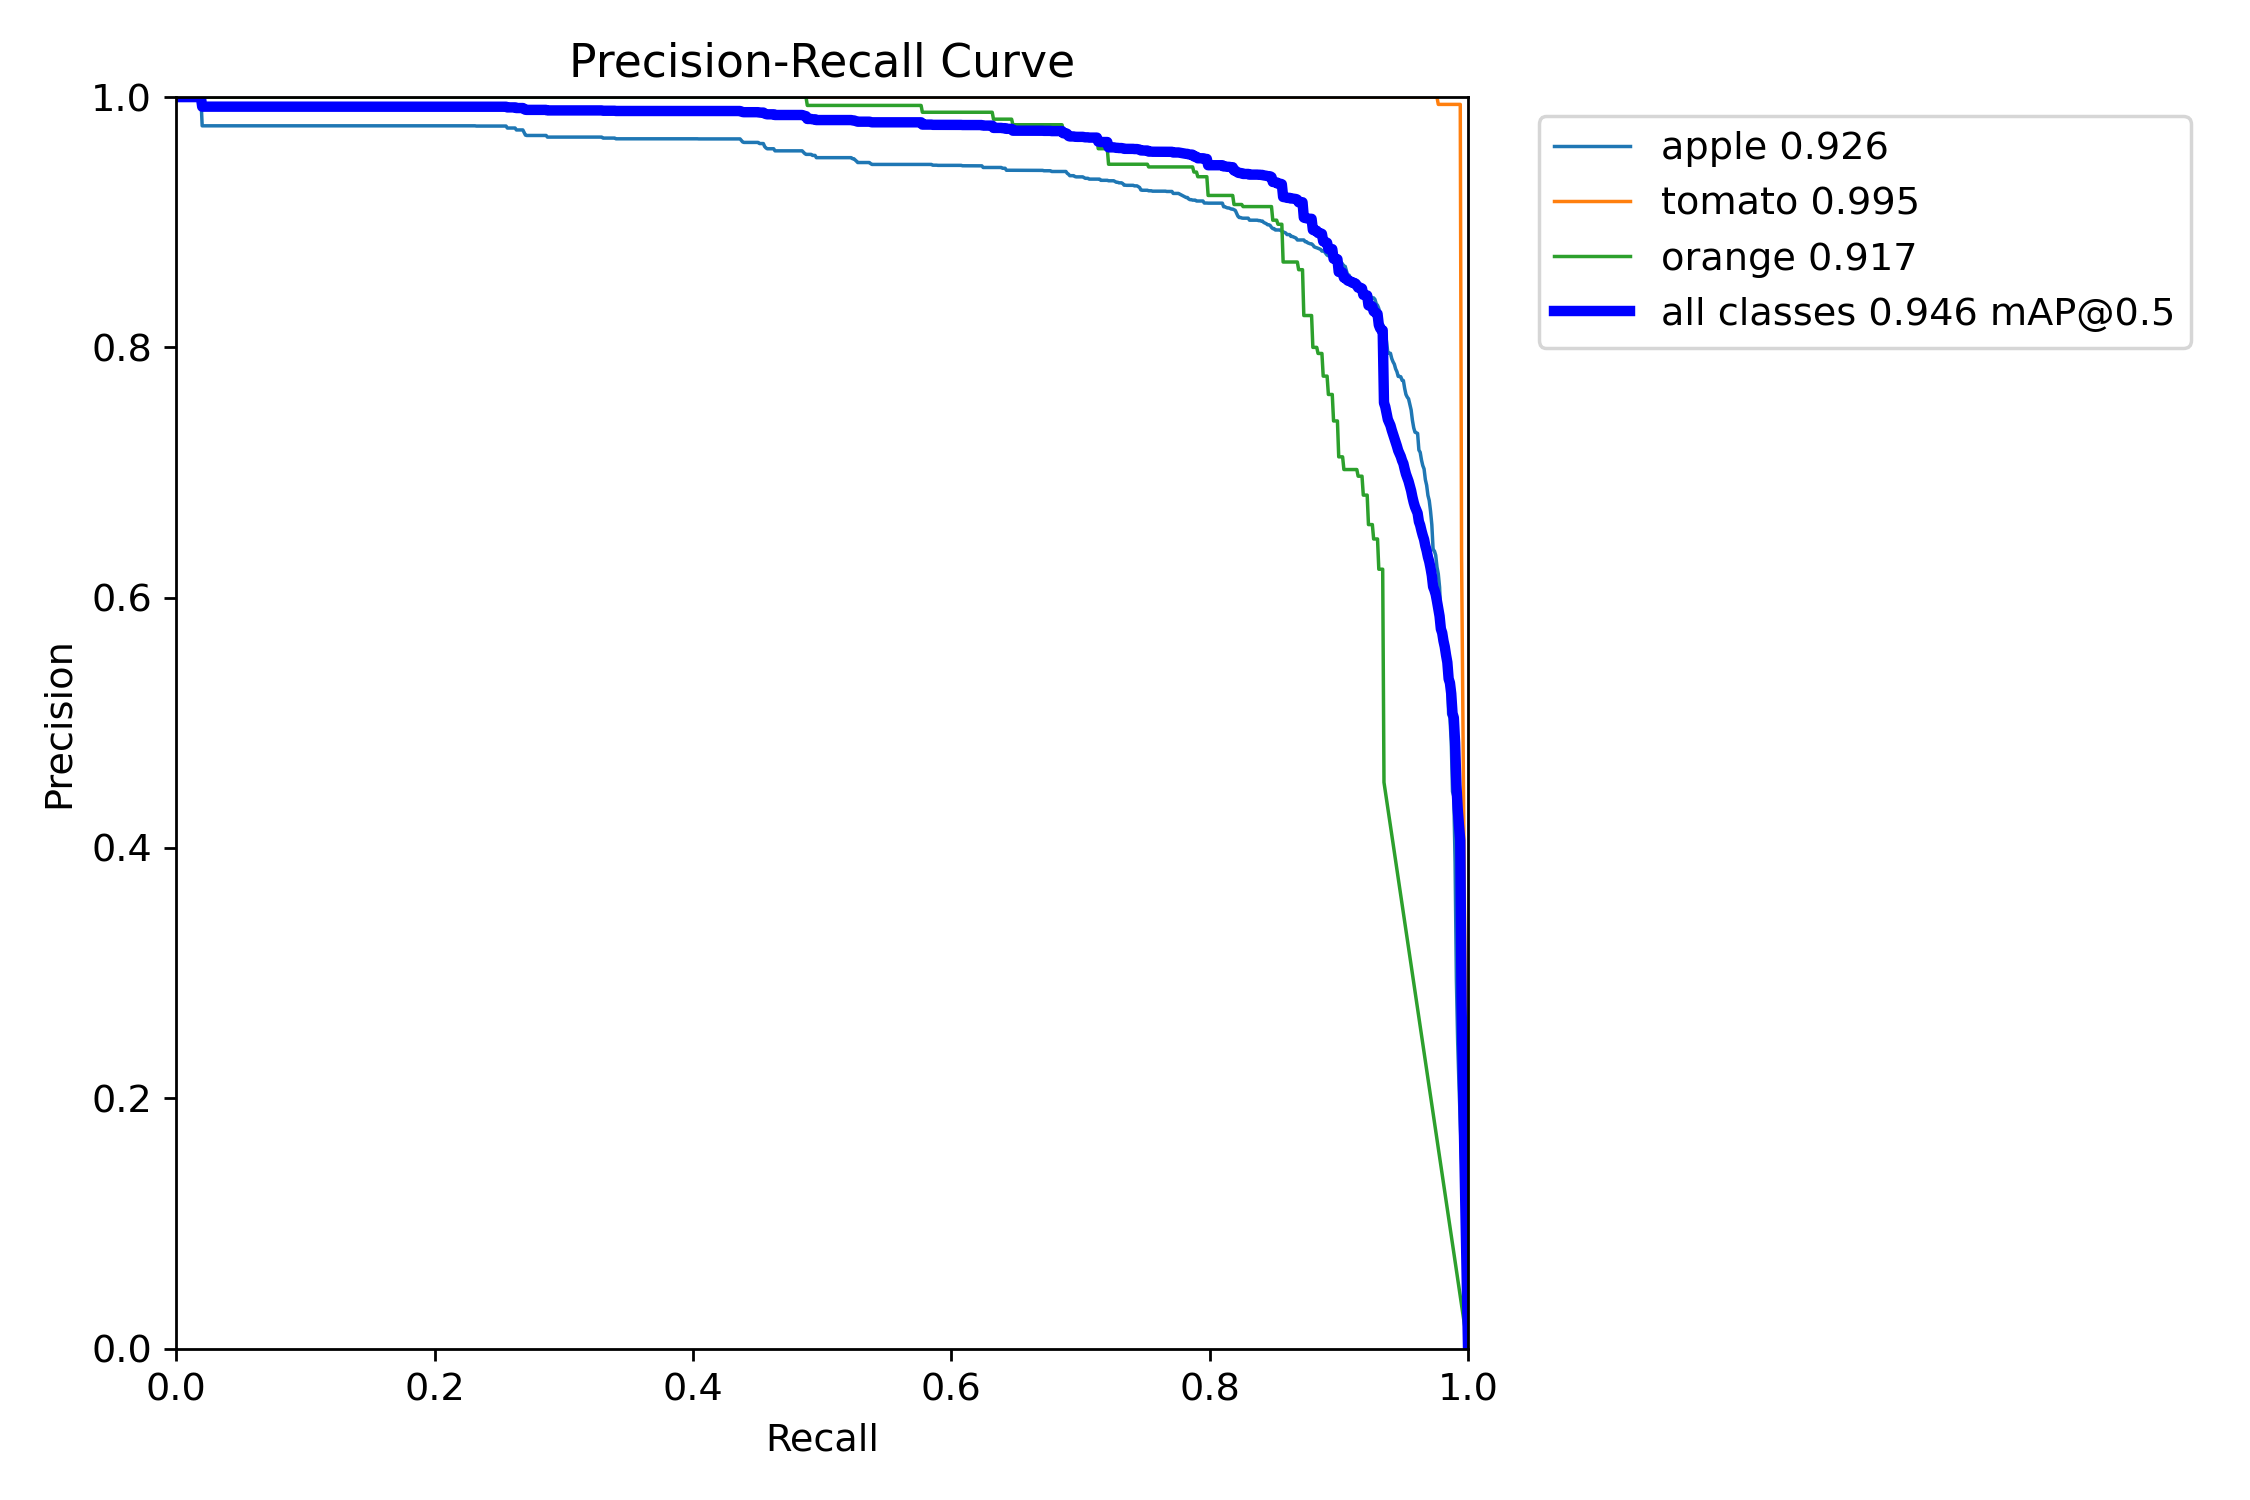 Precision-Recall Curve
1.0
0.8
0.6
0.4
0.2
0.0
Precision
0.0 0.2 0.4 0.6 0.8 1.0
Recall
apple 0.926
tomato 0.995
orange 0.917
all classes 0.946 mAP@0.5